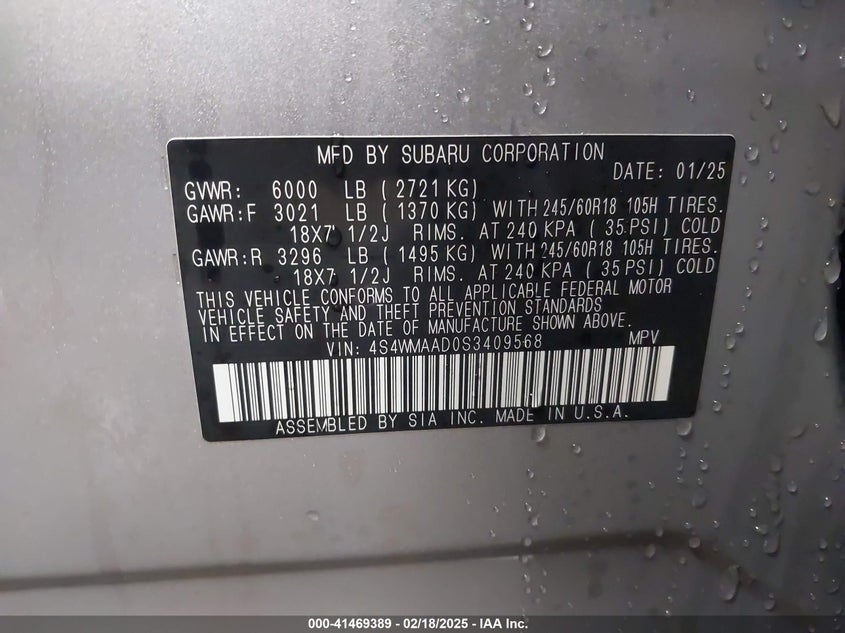 MFD BY SUBARU CORPORATION
DATE: 01/25
GVWR: 6000 LB ( 2721 KG)
GAWR:F 3021 LB ( 1370 KG) WITH 245/60R18 105H TIRES.
18X7 1/2J RIMS. AT 240 KPA ( 35 PSI) COLD
GAWR:R 3296 LB ( 1495 KG) WITH 245/60R18 105H TIRES.
18X7 1/2J RIMS. AT 240 KPA ( 35 PSI) COLD
THIS VEHICLE CONFORMS TO ALL APPLICABLE FEDERAL MOTOR
VEHICLE SAFETY AND THEFT PREVENTION STANDARDS
IN EFFECT ON THE DATE OF MANUFACTURE SHOWN ABOVE.
VIN: 4S4WMAAD0S3409568 MPV
ASSEMBLED BY SIA INC. MADE IN U.S.A.
000-41469389 - 02/18/2025 - IAA Inc.